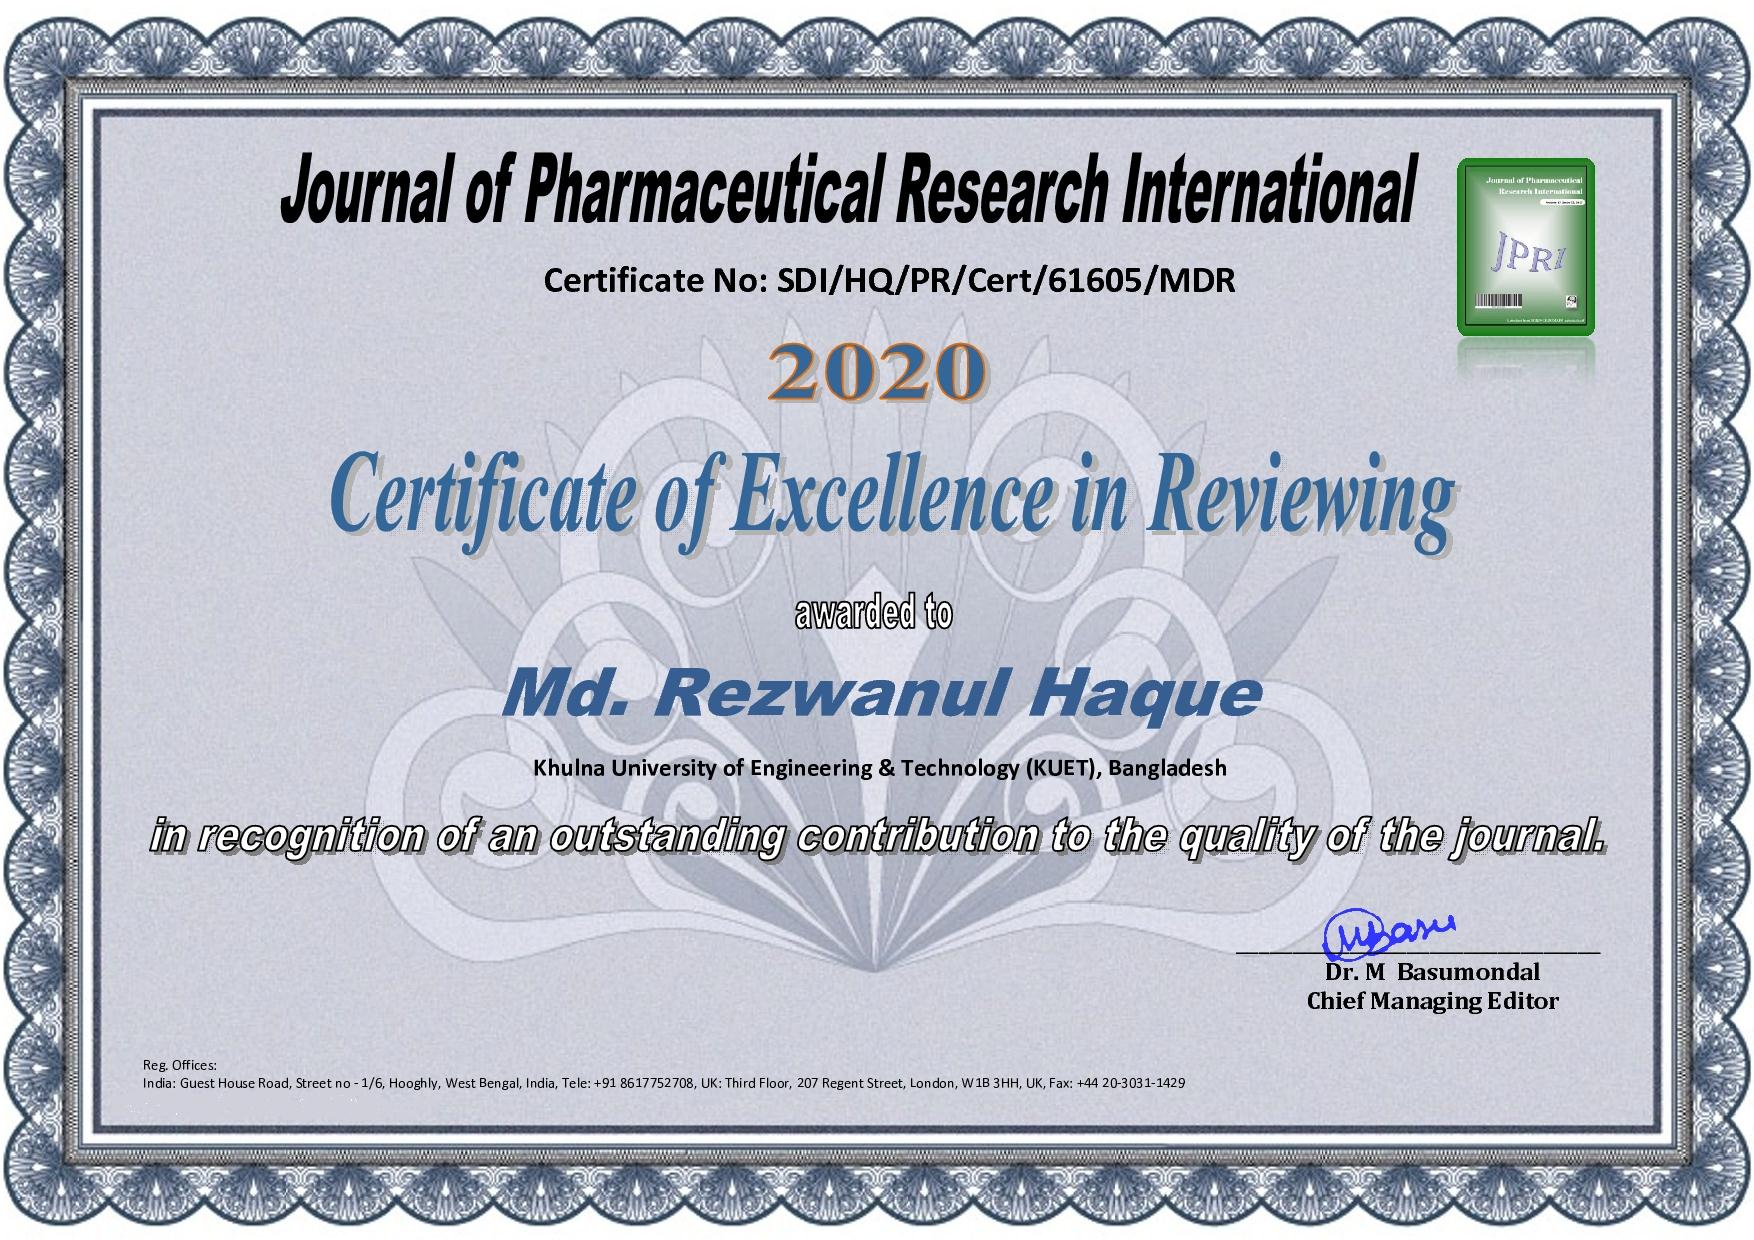 Journal of Pharmaceutical Research International
Journal of Pharmaceutical
Research International
JPRI
Certificate No: SDI/HQ/PR/Cert/61605/MDR
2020
Certificate of Excellence in Reviewing
awarded to
Md. Rezwanul Haque
Khulna University of Engineering & Technology (KUET), Bangladesh
in recognition of an outstanding contribution to the quality of the journal.
MBasu
Dr. M Basumondal
Chief Managing Editor
Reg. Offices:
India: Guest House Road, Street no - 1/6, Hooghly, West Bengal, India, Tele: +91 8617752708, UK: Third Floor, 207 Regent Street, London, W1B 3HH, UK, Fax: +44 20-3031-1429